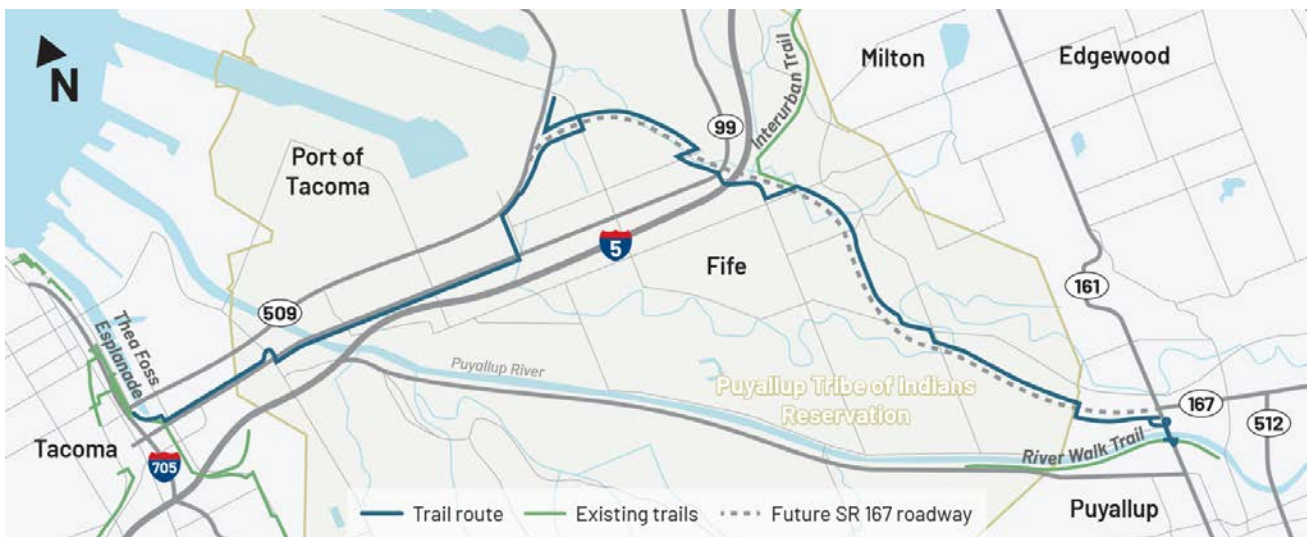 N
Port of
Tacoma
99
Interurban Trail
Milton
Edgewood
5
Fife
161
509
Thea Foss
Esplanade
Puyallup River
Puyallup Tribe of Indians
Reservation
167
512
Tacoma
705
River Walk Trail
Puyallup
Trail route
Existing trails
Future SR 167 roadway